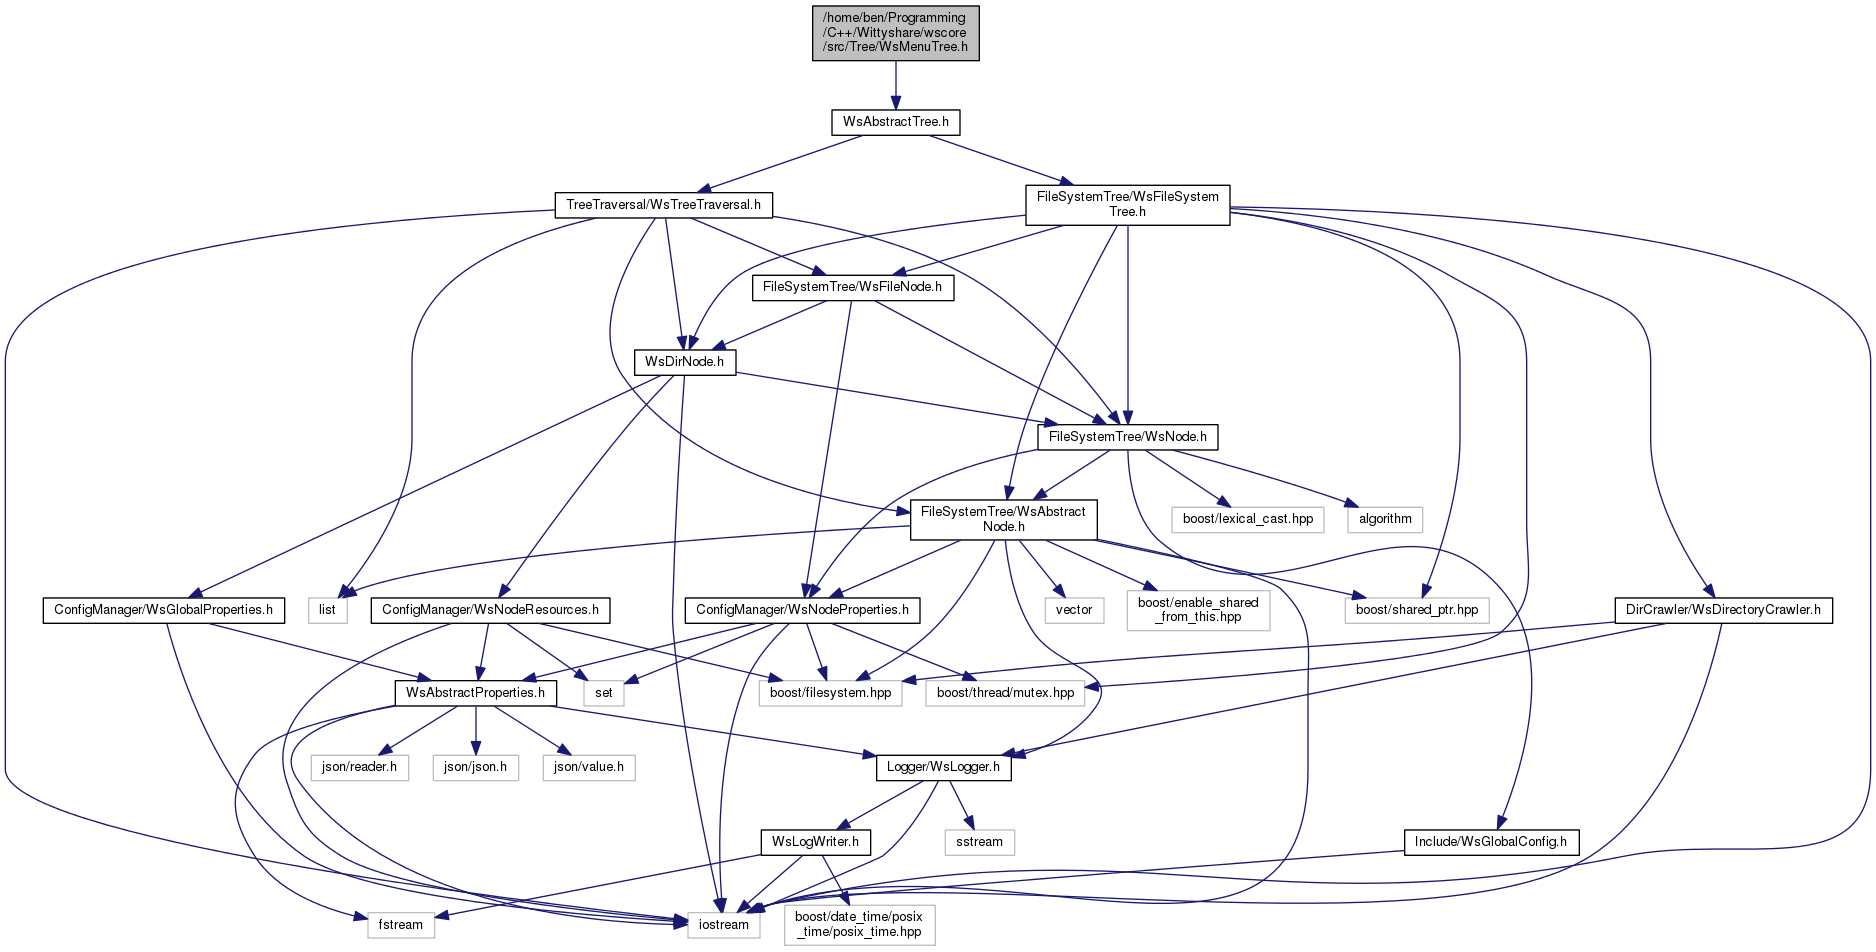 /home/ben/Programming
/C++/Wittyshare/wscore
/src/Tree/WsMenuTree.h
WsAbstractTree.h
TreeTraversal/WsTreeTraversal.h
FileSystemTree/WsFileSystem
Tree.h
FileSystemTree/WsFileNode.h
WsDirNode.h
FileSystemTree/WsNode.h
FileSystemTree/WsAbstract
Node.h
boost/lexical_cast.hpp
algorithm
ConfigManager/WsGlobalProperties.h
list
ConfigManager/WsNodeResources.h
ConfigManager/WsNodeProperties.h
vector
boost/enable_shared
_from_this.hpp
boost/shared_ptr.hpp
DirCrawler/WsDirectoryCrawler.h
WsAbstractProperties.h
set
boost/filesystem.hpp
boost/thread/mutex.hpp
json/reader.h
json/json.h
json/value.h
Logger/WsLogger.h
WsLogWriter.h
sstream
Include/WsGlobalConfig.h
fstream
iostream
boost/date_time/posix
_time/posix_time.hpp